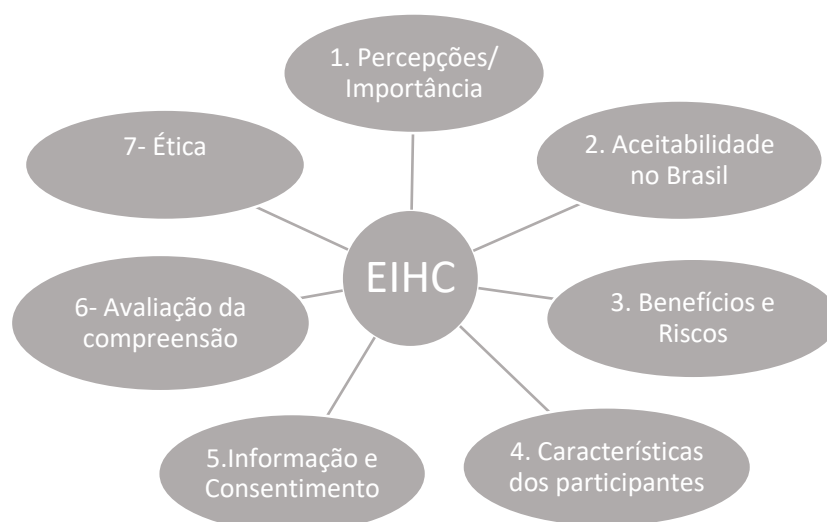 1. Percepções/
Importância
2. Aceitabilidade
no Brasil
3. Benefícios e
Riscos
4. Características
dos participantes
5.Informação e
Consentimento
6- Avaliação da
compreensão
7- Ética
EIHC